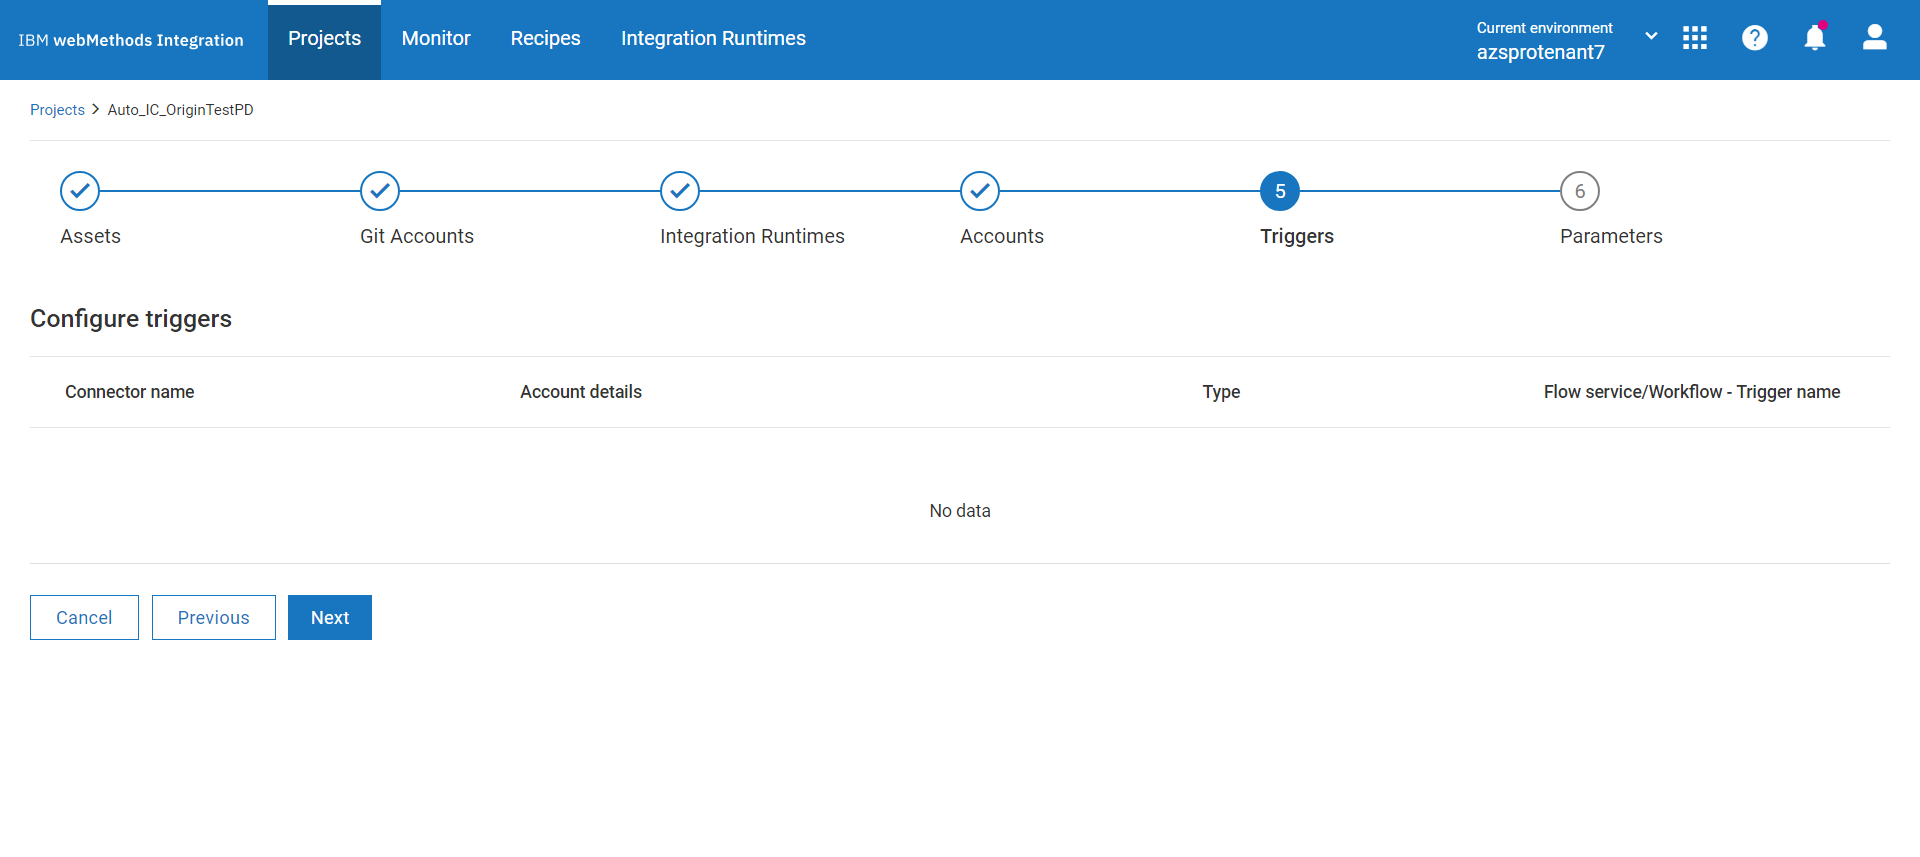 IBM webMethods Integration
Projects
Monitor
Recipes
Integration Runtimes
Current environment
azsprotenant7
?
Projects > Auto_IC_OriginTestPD
5
6
Assets
Git Accounts
Integration Runtimes
Accounts
Triggers
Parameters
Configure triggers
Connector name
Account details
Type
Flow service/Workflow - Trigger name
No data
Cancel
Previous
Next